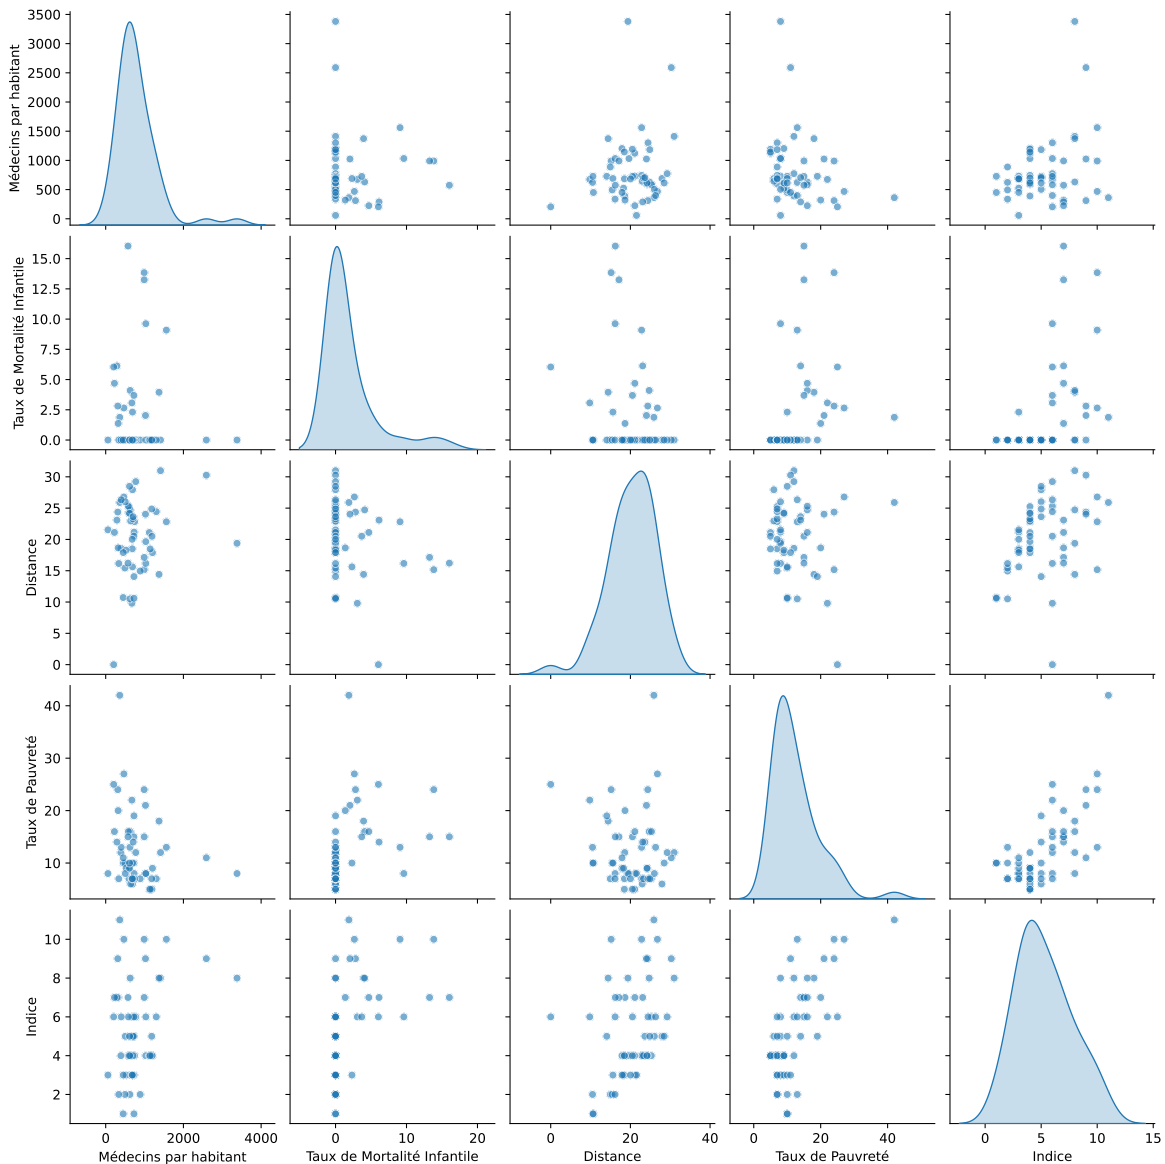 3500
3000
2500
2000
1500
1000
500
0
Médecins par habitant
15.0
12.5
10.0
7.5
5.0
2.5
0.0
Taux de Mortalité Infantile
30
25
20
15
10
5
0
Distance
40
30
20
10
Taux de Pauvreté
10
8
6
4
2
Indice
0 2000 4000
0 10 20
0 20 40
0 20 40
0 5 10 15
Médecins par habitant
Taux de Mortalité Infantile
Distance
Taux de Pauvreté
Indice